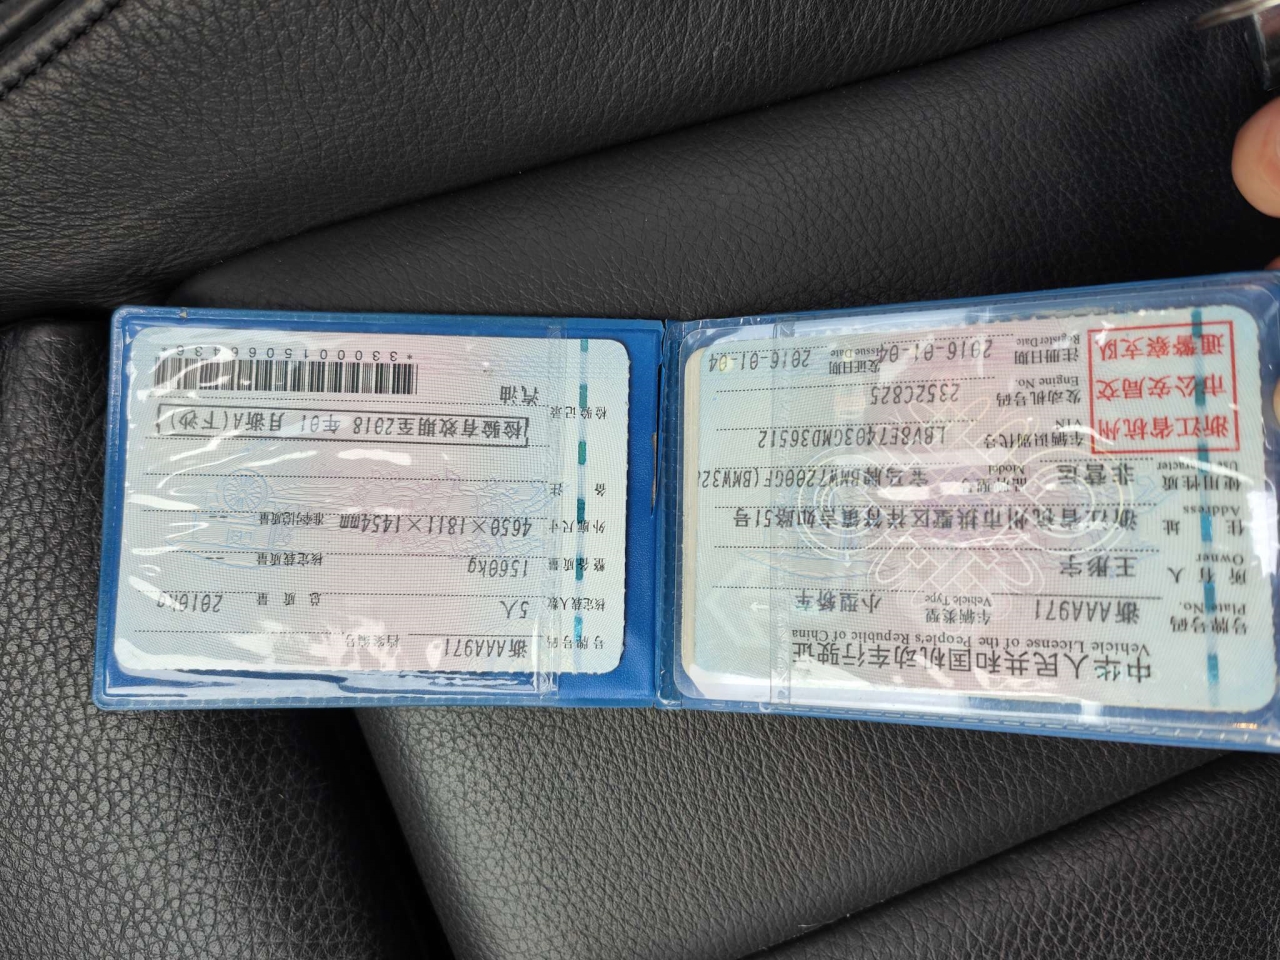 中华人民共和国机动车行驶证
Vehicle License of the People's Republic of China
号牌号码 浙AAA971 车辆类型 小型轿车
Plate No. Vehicle Type
所有人 王彤宇
Owner
住址 浙江省杭州市拱墅区祥符镇吉如路51号
Address
使用性质 非营运 品牌型号 宝马牌BMW7200GF(BMW32
Use Character Model
浙江省杭州
市公安局交
通警察支队
车辆识别代号 LBV8E7403GMD36512
VIN
发动机号码 2352C825
Engine No.
注册日期 2016-01-04 发证日期 2016-01-04
Register Date Issue Date
号牌号码 浙AAA971 档案编号
核定载人数 5人 总质量 2010kg
整备质量 1560kg 核定载质量 --
外廓尺寸 4650×1811×1454mm 准牵引总质量 --
备注
检验有效期至2018年01月浙A(下沙)
检验记录
汽油